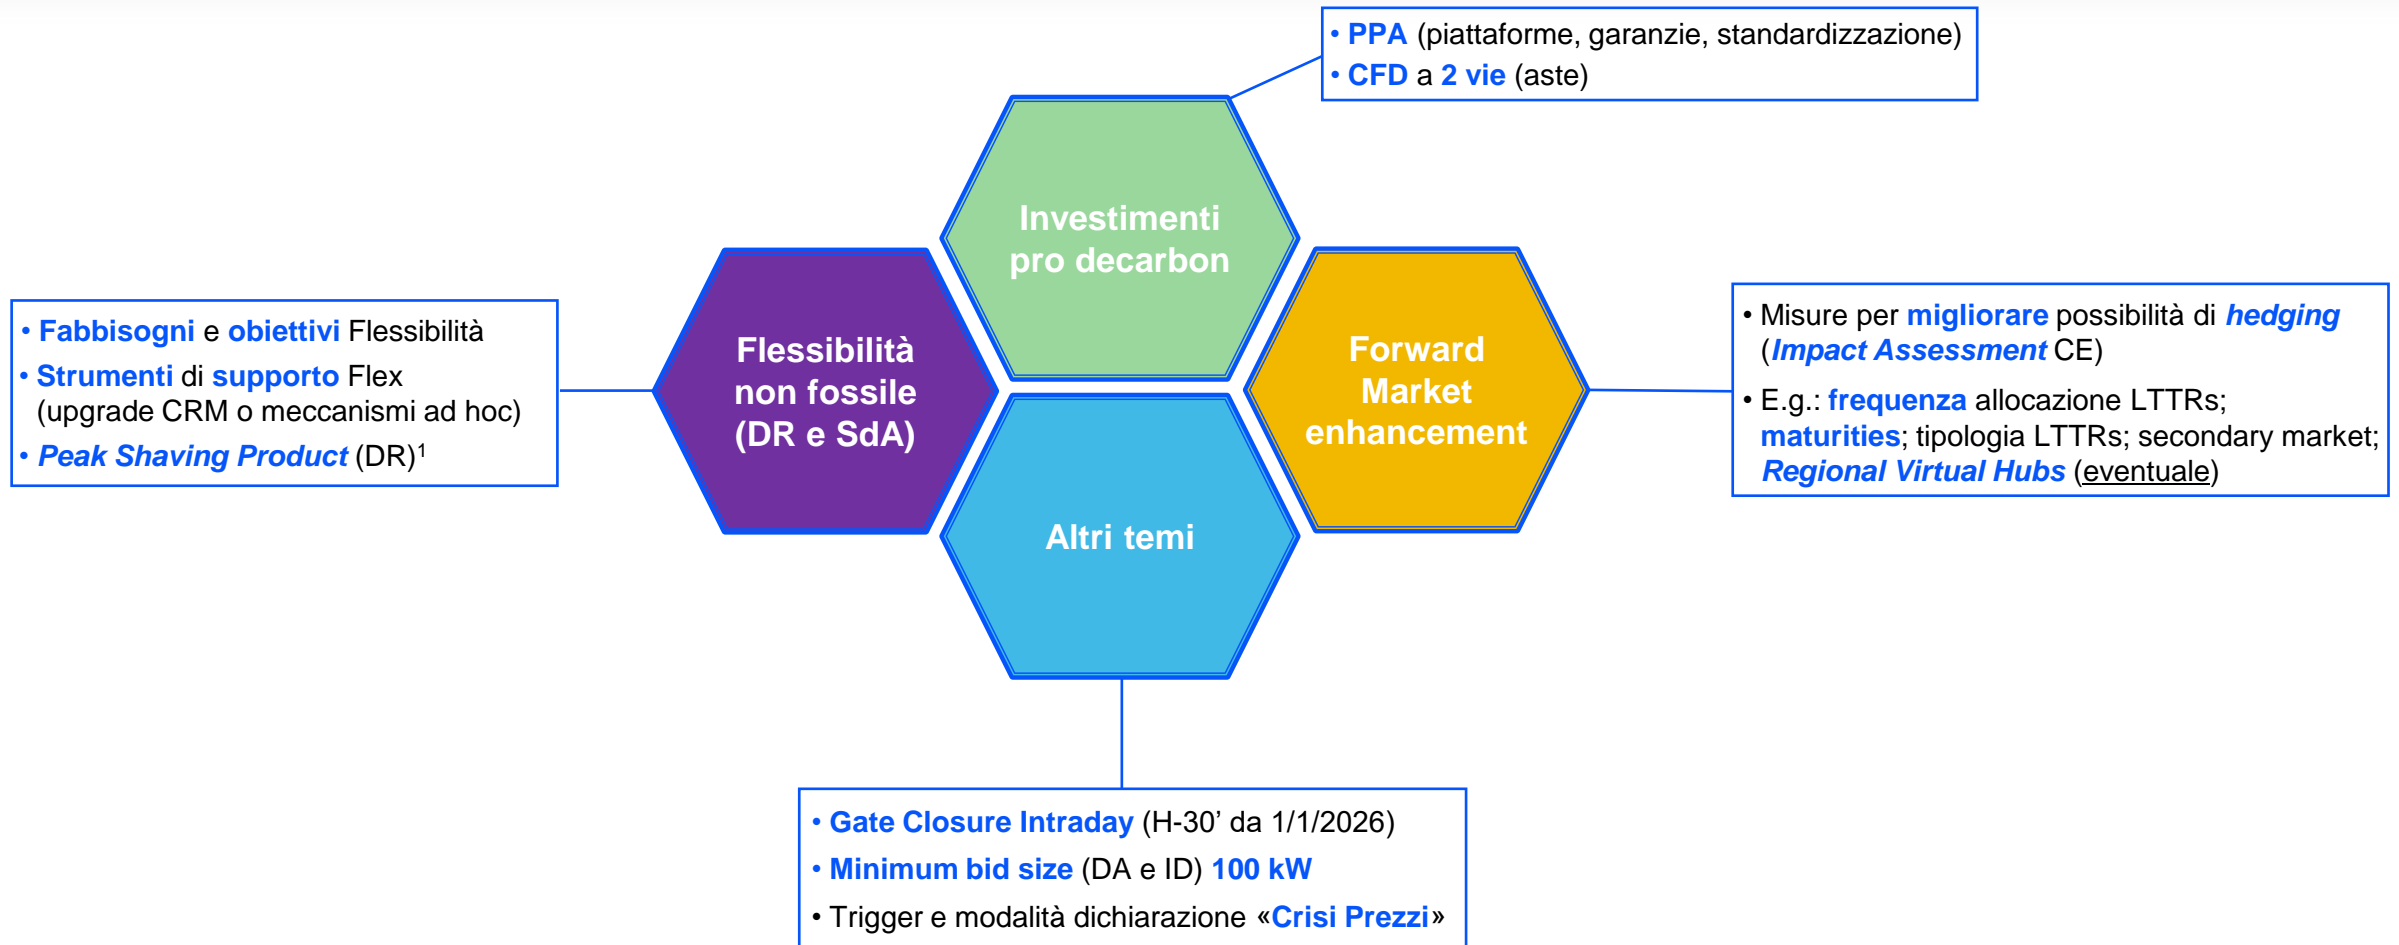 • PPA (piattaforme, garanzie, standardizzazione)
• CFD a 2 vie (aste)
Investimenti
pro decarbon
Flessibilità
non fossile
(DR e SdA)
Forward
Market
enhancement
Altri temi
• Fabbisogni e obiettivi Flessibilità
• Strumenti di supporto Flex
(upgrade CRM o meccanismi ad hoc)
• Peak Shaving Product (DR)¹
• Misure per migliorare possibilità di hedging
(Impact Assessment CE)
• E.g.: frequenza allocazione LTTRs;
maturities; tipologia LTTRs; secondary market;
Regional Virtual Hubs (eventuale)
• Gate Closure Intraday (H-30’ da 1/1/2026)
• Minimum bid size (DA e ID) 100 kW
• Trigger e modalità dichiarazione «Crisi Prezzi»